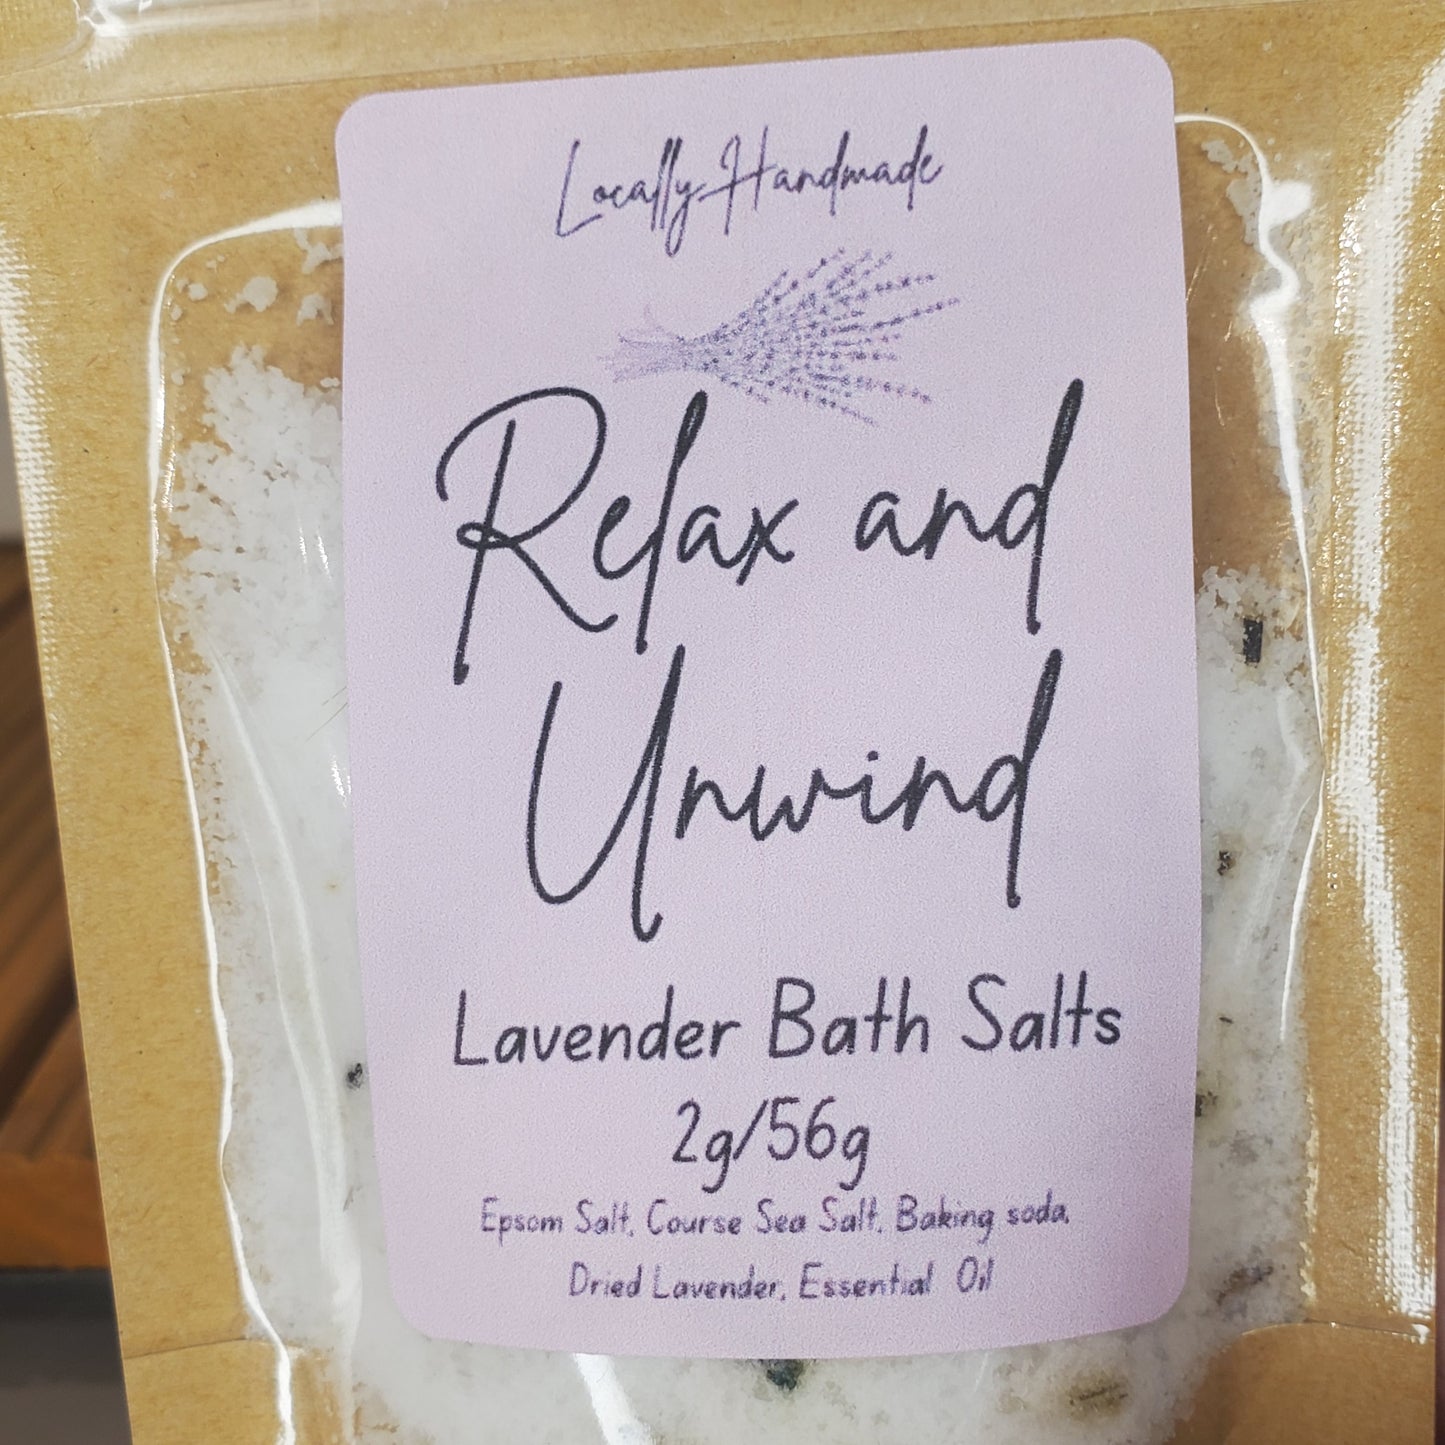 Locally Handmade
Relax and
Unwind
Lavender Bath Salts
2g/56g
Epsom Salt, Course Sea Salt, Baking soda,
Dried Lavender, Essential Oil